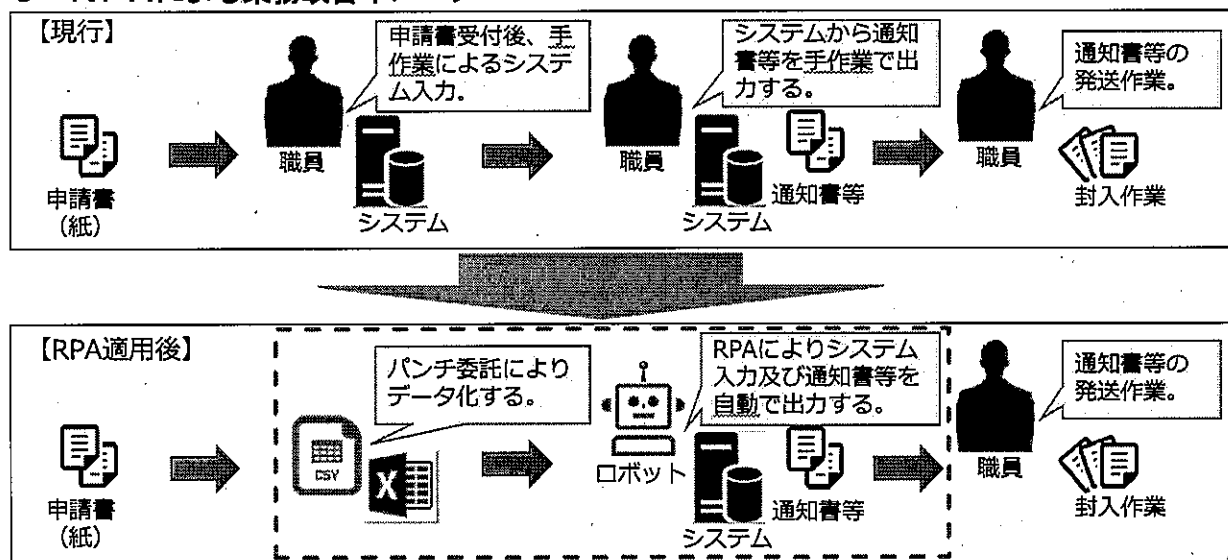 【現行】
申請書受付後、手
作業によるシステ
ム入力。
システムから通知
書等を手作業で出
力する。
通知書等の
発送作業。
申請書
(紙)
職員
システム
職員
システム
通知書等
職員
封入作業
【RPA適用後】
パンチ委託により
データ化する。
RPAによりシステム
入力及び通知書等を
自動で出力する。
通知書等の
発送作業。
申請書
(紙)
CSV
X
ロボット
システム
通知書等
職員
封入作業